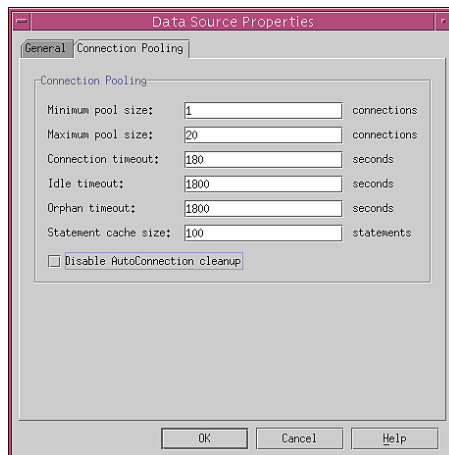 Data Source Properties
General Connection Pooling
Connection Pooling
Minimum pool size: 1 connections
Maximum pool size: 20 connections
Connection timeout: 180 seconds
Idle timeout: 1800 seconds
Orphan timeout: 1800 seconds
Statement cache size: 100 statements
Disable AutoConnection cleanup
OK Cancel Help